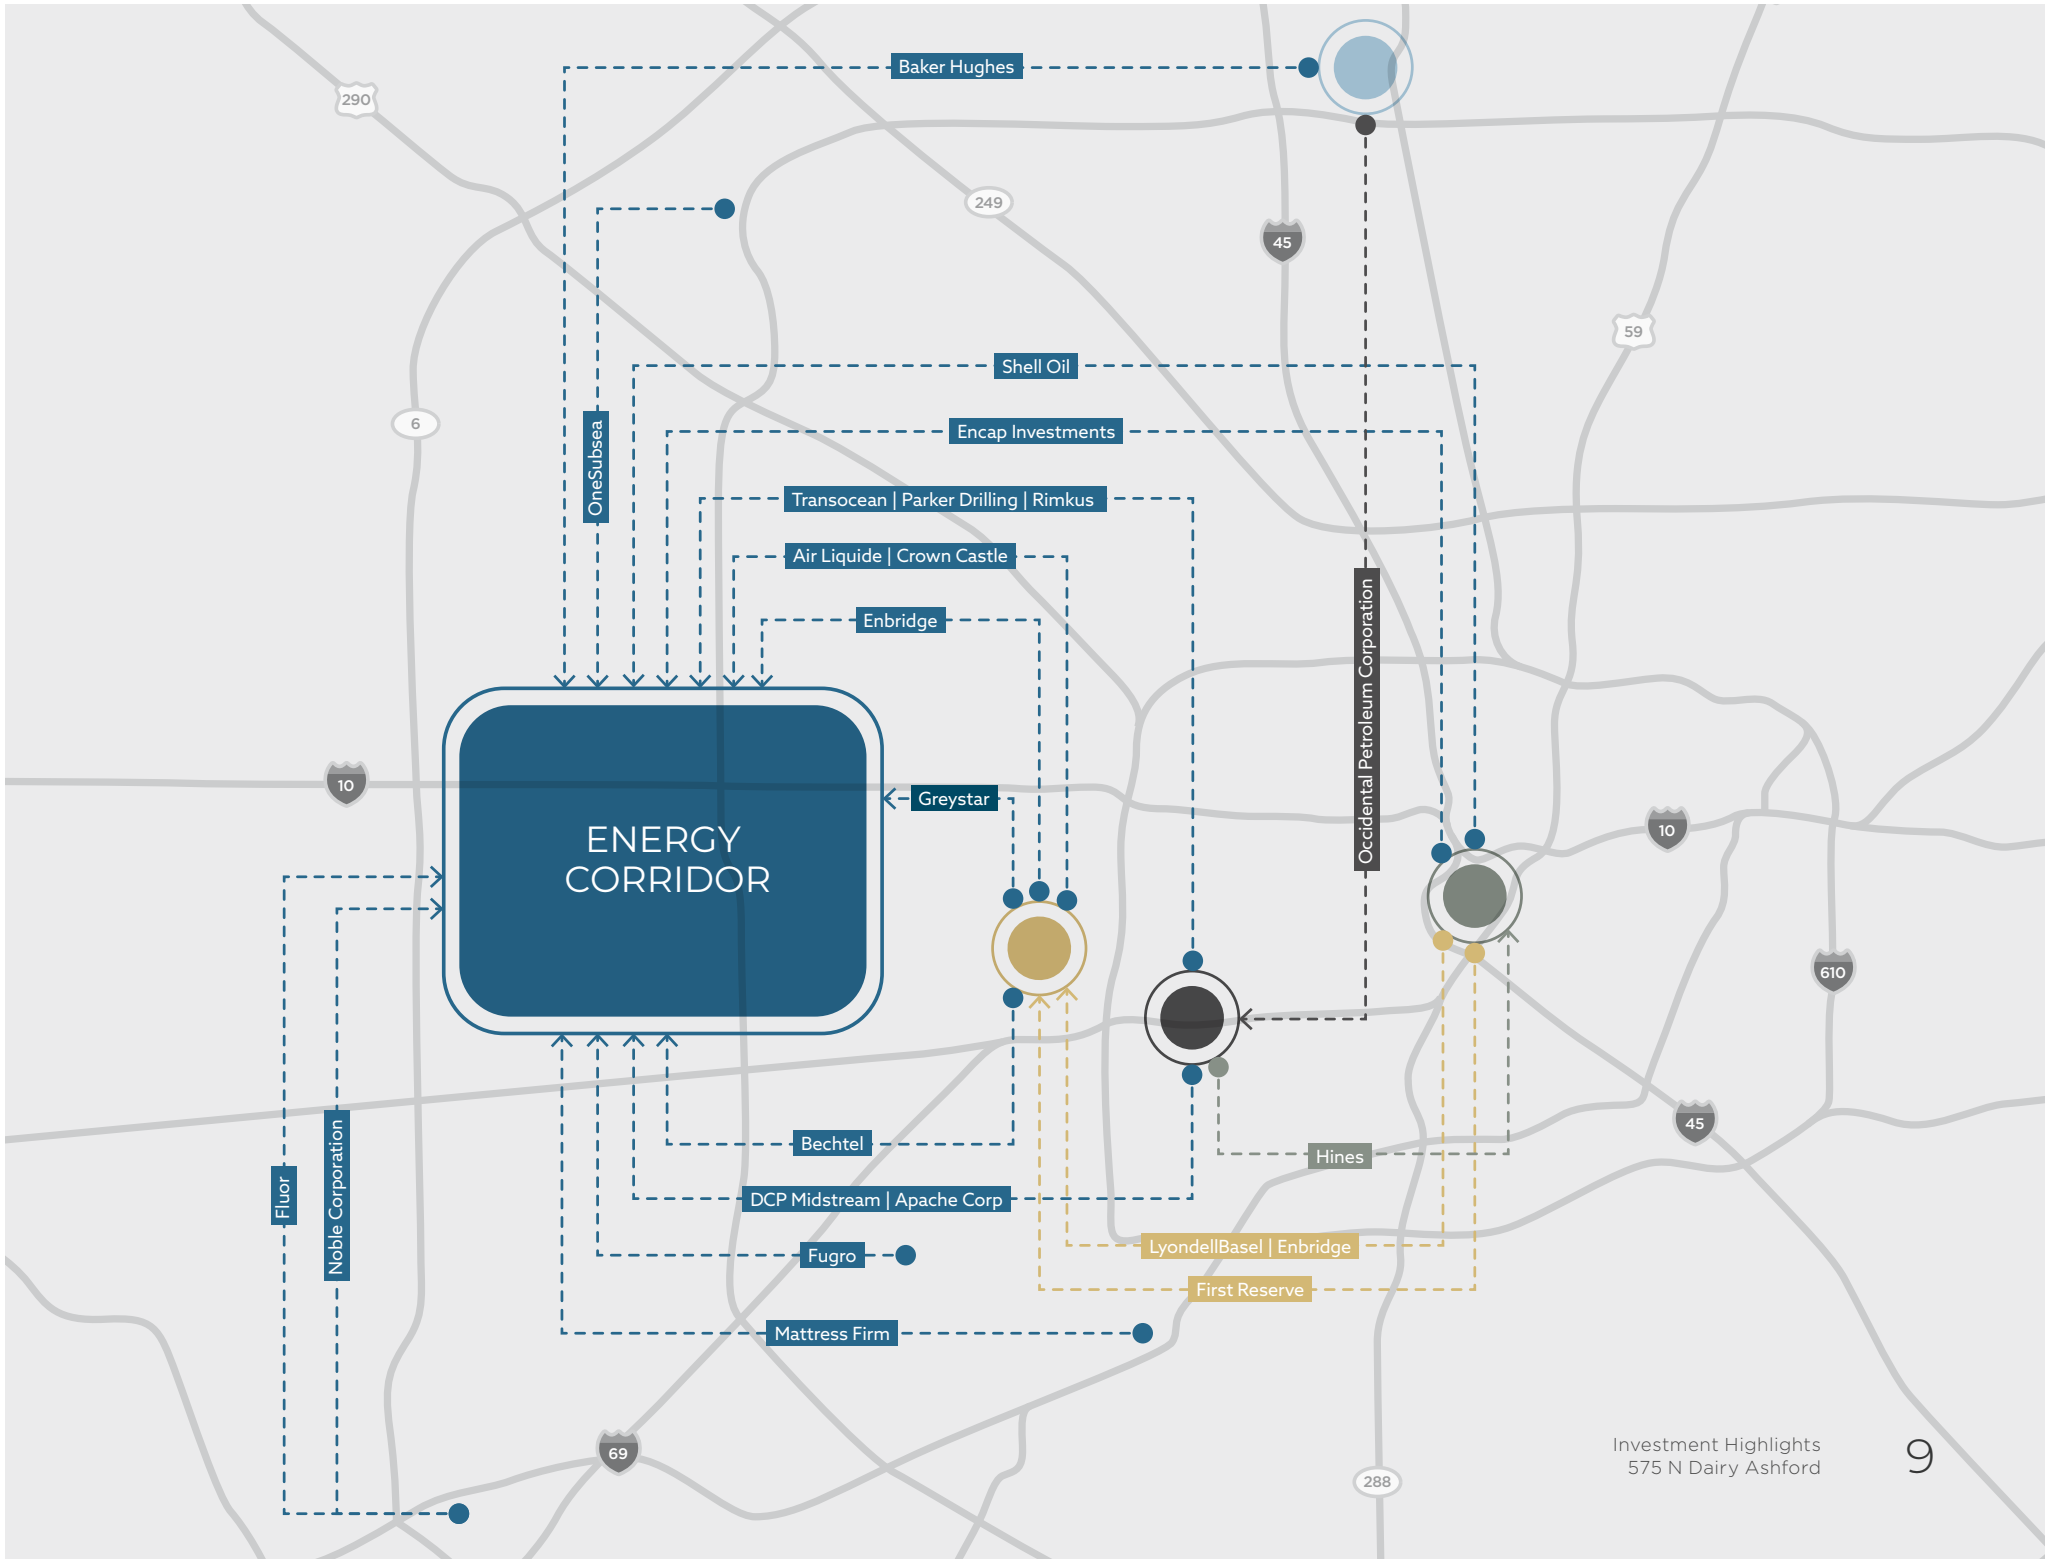 Baker Hughes
290
249
45
59
Shell Oil
6
Encap Investments
OneSubsea
Transocean | Parker Drilling | Rimkus
Air Liquide | Crown Castle
Enbridge
Occidental Petroleum Corporation
10
Greystar
10
ENERGY
CORRIDOR
610
45
Bechtel
Hines
Fluor
Noble Corporation
DCP Midstream | Apache Corp
LyondellBasel | Enbridge
Fugro
First Reserve
Mattress Firm
69
288
Investment Highlights
575 N Dairy Ashford
9